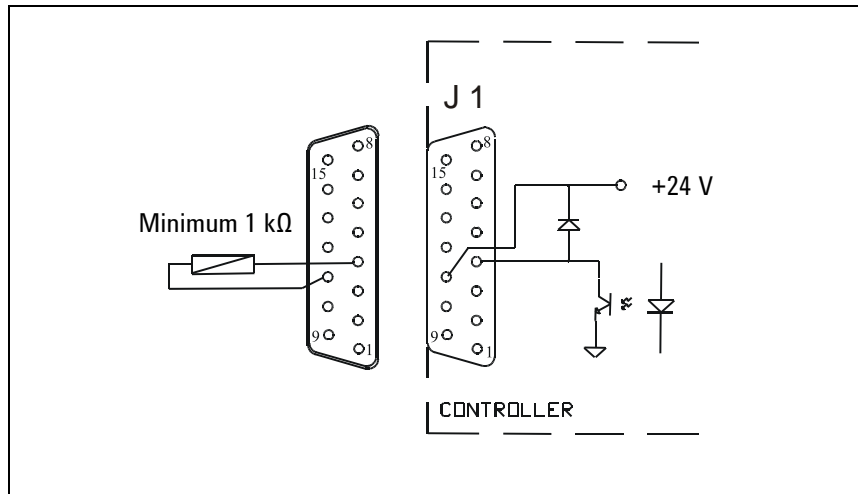 J 1
8
8
15
15
+24 V
Minimum 1 kΩ
9
1
9
1
CONTROLLER